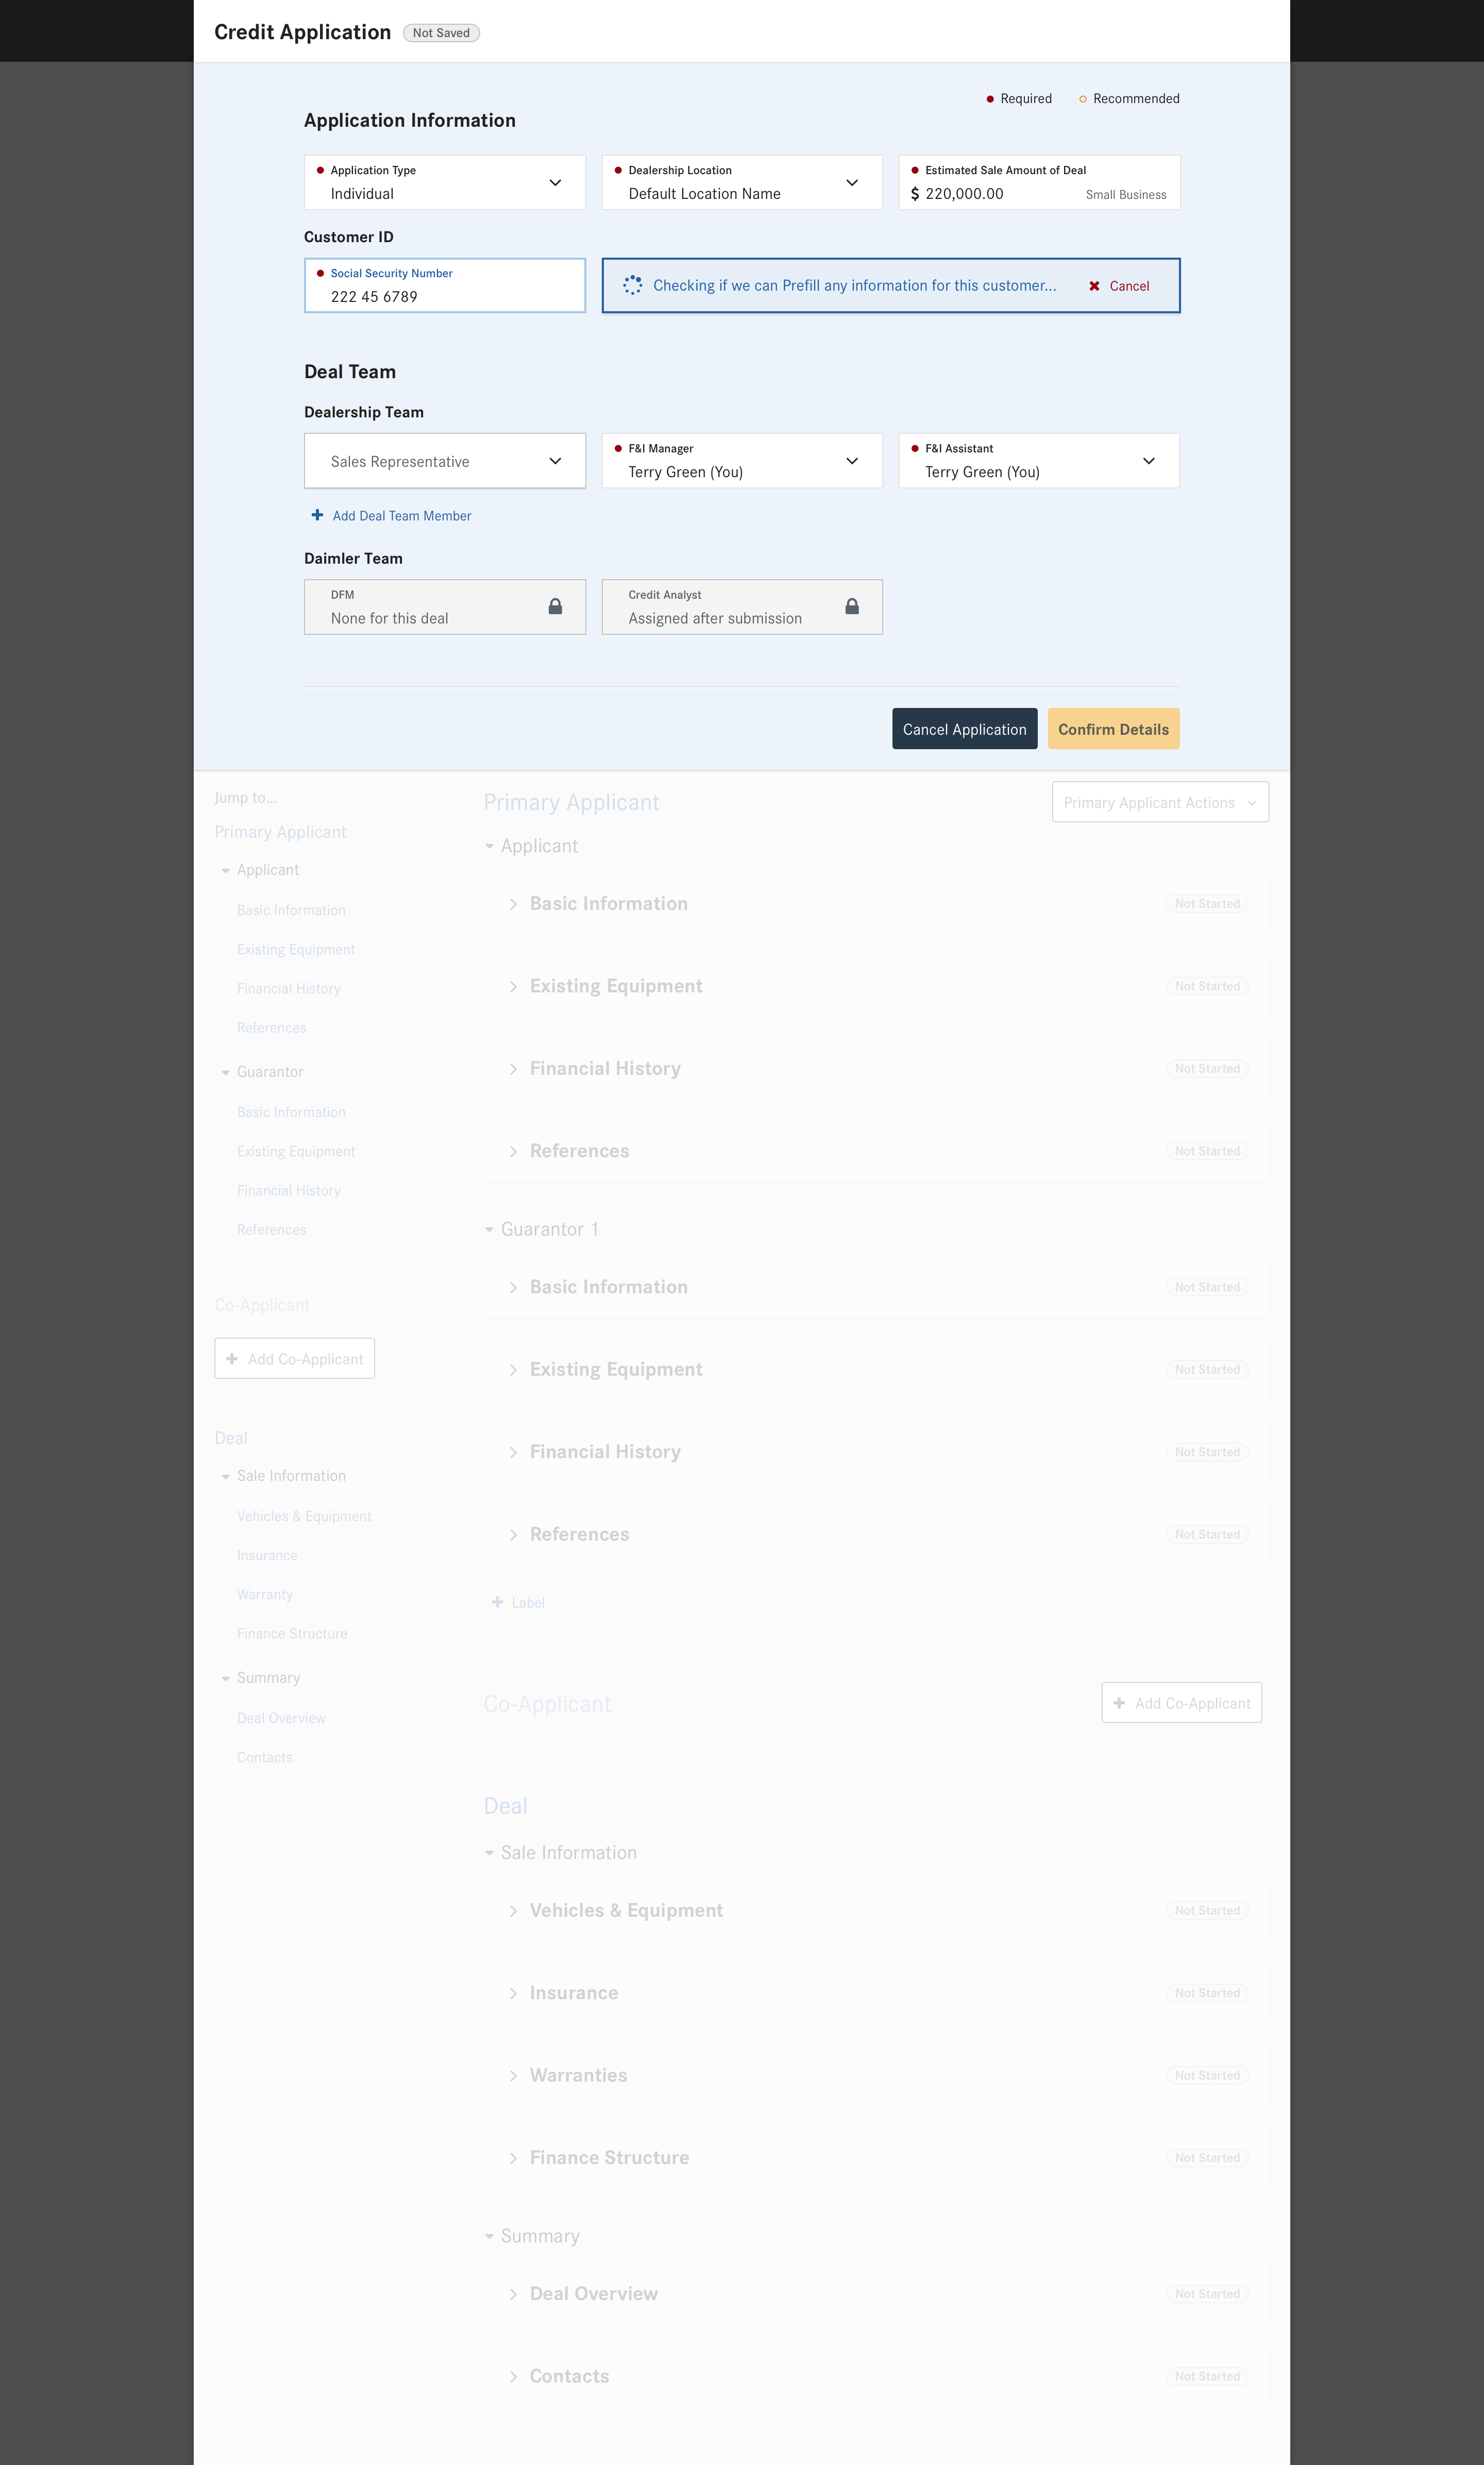 Credit Application Not Saved
Required Recommended
Application Information
Application Type
Individual
Dealership Location
Default Location Name
Estimated Sale Amount of Deal
$ 220,000.00 Small Business
Customer ID
Social Security Number
222 45 6789
Checking if we can Prefill any information for this customer... Cancel
Deal Team
Dealership Team
Sales Representative
F&I Manager
Terry Green (You)
F&I Assistant
Terry Green (You)
Add Deal Team Member
Daimler Team
DFM
None for this deal
Credit Analyst
Assigned after submission
Cancel Application Confirm Details
Jump to...
Primary Applicant
Applicant
Basic Information
Existing Equipment
Financial History
References
Guarantor
Basic Information
Existing Equipment
Financial History
References
Co-Applicant
Add Co-Applicant
Deal
Sale Information
Vehicles & Equipment
Insurance
Warranty
Finance Structure
Summary
Deal Overview
Contacts
Primary Applicant Primary Applicant Actions
Applicant
Basic Information Not Started
Existing Equipment Not Started
Financial History Not Started
References Not Started
Guarantor 1
Basic Information Not Started
Existing Equipment Not Started
Financial History Not Started
References Not Started
Label
Co-Applicant Add Co-Applicant
Deal
Sale Information
Vehicles & Equipment Not Started
Insurance Not Started
Warranties Not Started
Finance Structure Not Started
Summary
Deal Overview Not Started
Contacts Not Started